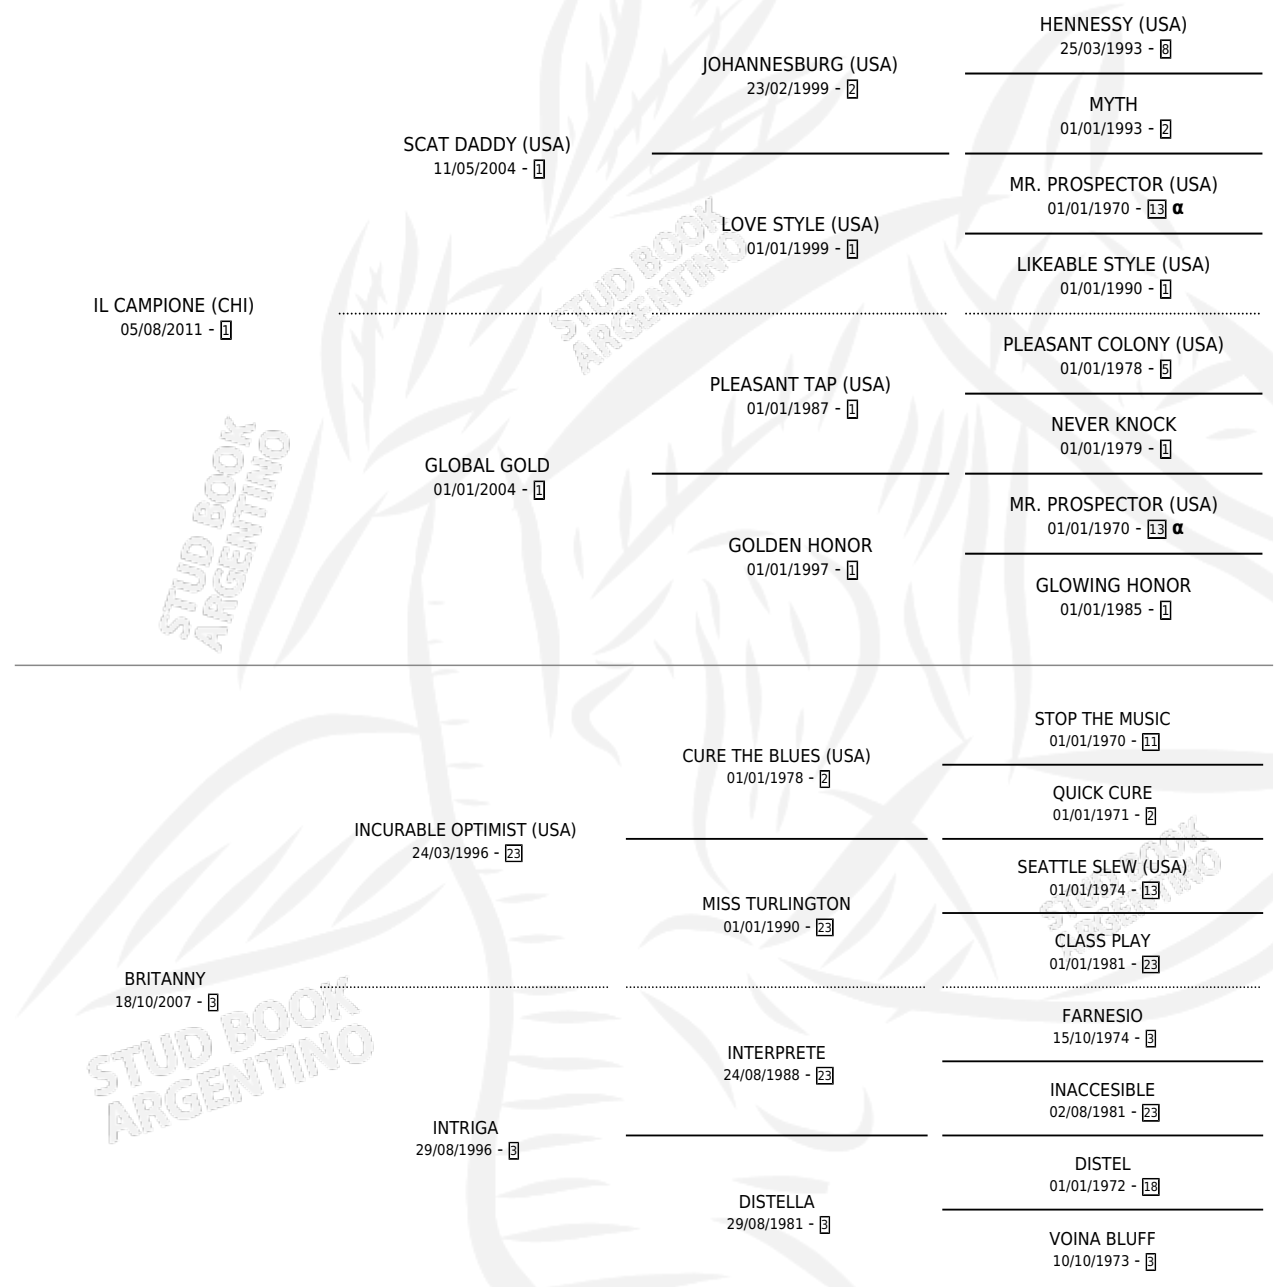 HENNESSY (USA)
25/03/1993 - 8
JOHANNESBURG (USA)
23/02/1999 - 2
MYTH
01/01/1993 - 2
SCAT DADDY (USA)
11/05/2004 - 1
MR. PROSPECTOR (USA)
01/01/1970 - 13 α
LOVE STYLE (USA)
01/01/1999 - 1
LIKEABLE STYLE (USA)
01/01/1990 - 1
IL CAMPIONE (CHI)
05/08/2011 - 1
PLEASANT COLONY (USA)
01/01/1978 - 5
PLEASANT TAP (USA)
01/01/1987 - 1
NEVER KNOCK
01/01/1979 - 1
GLOBAL GOLD
01/01/2004 - 1
MR. PROSPECTOR (USA)
01/01/1970 - 13 α
GOLDEN HONOR
01/01/1997 - 1
GLOWING HONOR
01/01/1985 - 1
STOP THE MUSIC
01/01/1970 - 11
CURE THE BLUES (USA)
01/01/1978 - 2
QUICK CURE
01/01/1971 - 2
INCURABLE OPTIMIST (USA)
24/03/1996 - 23
SEATTLE SLEW (USA)
01/01/1974 - 13
MISS TURLINGTON
01/01/1990 - 23
CLASS PLAY
01/01/1981 - 23
BRITANNY
18/10/2007 - 3
FARNESIO
15/10/1974 - 3
INTERPRETE
24/08/1988 - 23
INACCESIBLE
02/08/1981 - 23
INTRIGA
29/08/1996 - 3
DISTEL
01/01/1972 - 18
DISTELLA
29/08/1981 - 3
VOINA BLUFF
10/10/1973 - 3
STUD BOOK
ARGENTINO
STUD BOOK
ARGENTINO
STUD BOOK
ARGENTINO
STUD BOOK
ARGENTINO